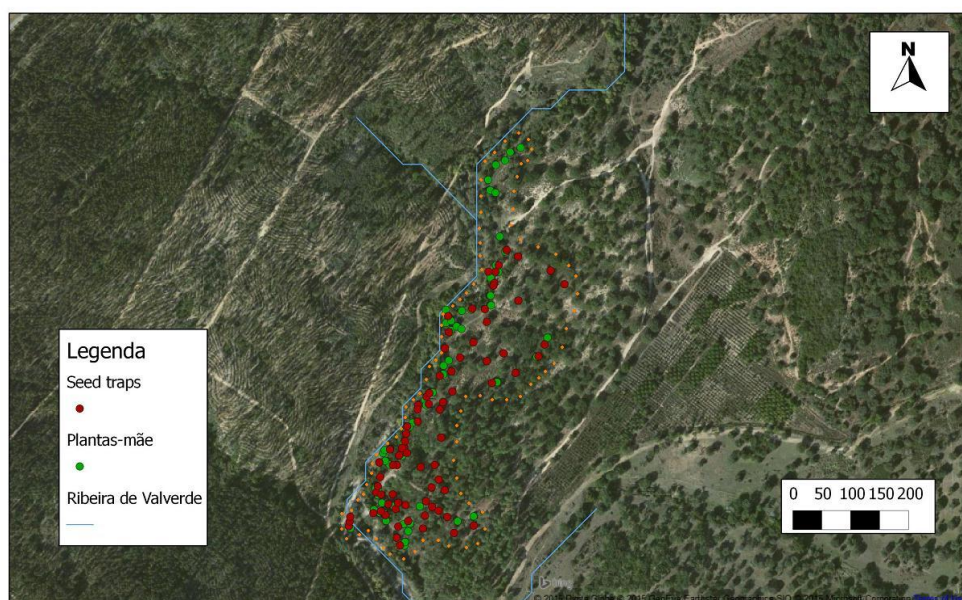 N
Legenda
Seed traps
Plantas-mãe
Ribeira de Valverde
0 50 100 150 200